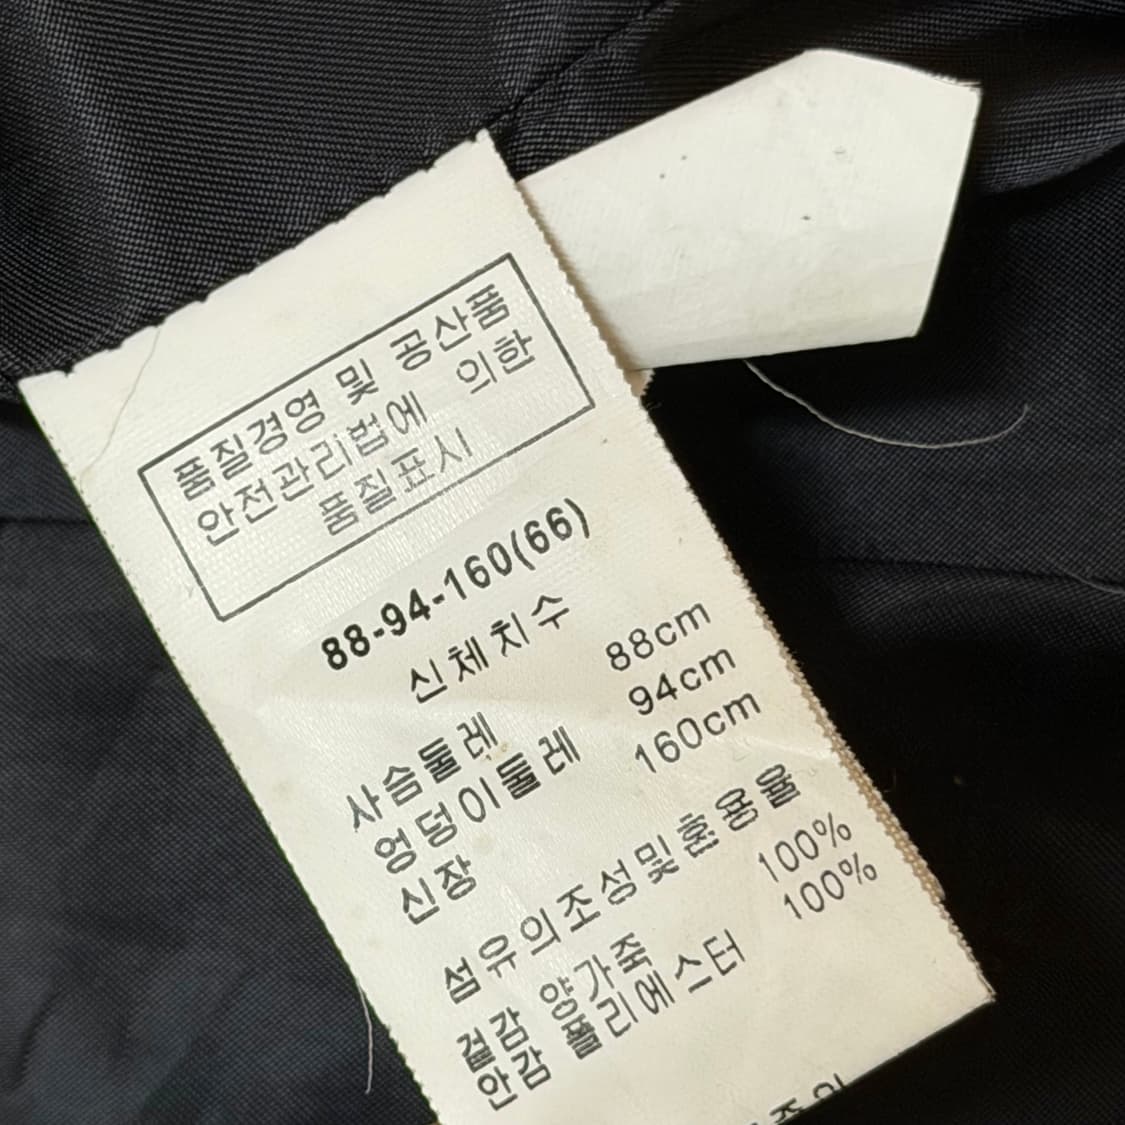 품질경영 및 공산품
안전관리법에 의한
품질표시
88-94-160(66)
신체치수
사슴둘레 88cm
엉덩이둘레 94cm
신장 160cm
섬유의조성및혼용율
겉감 양가죽 100%
안감 폴리에스터 100%